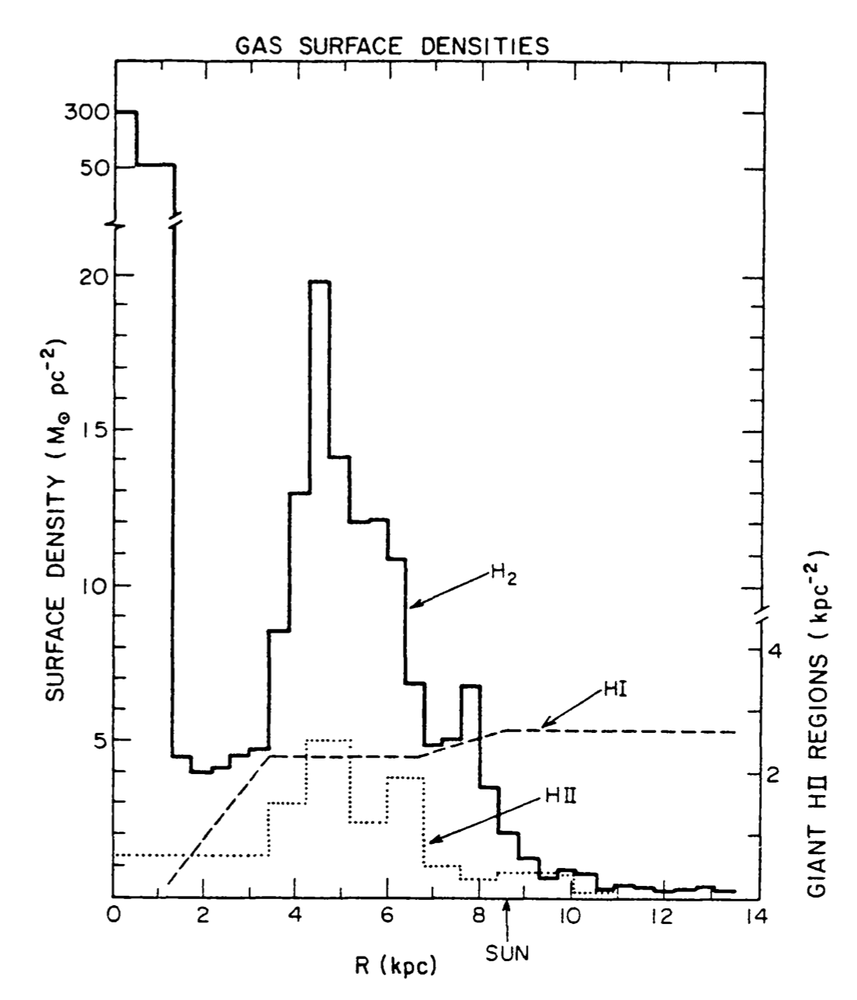 GAS SURFACE DENSITIES
300
50
20
15
10
5
SURFACE DENSITY (M⊙ pc⁻²)
H₂
HI
HII
4
2
GIANT HII REGIONS (kpc⁻²)
0 2 4 6 8 10 12 14
SUN
R (kpc)